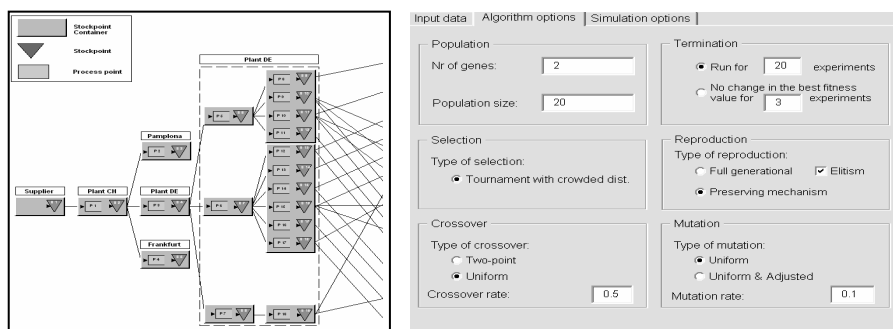 Stockpoint
Container
Stockpoint
Process point
Plant DE
Pamplona
Supplier
Plant CH
Plant DE
Frankfurt
Input data
Algorithm options
Simulation options
Population
Nr of genes: 2
Population size: 20
Termination
Run for 20 experiments
No change in the best fitness
value for 3 experiments
Selection
Type of selection:
Tournament with crowded dist.
Reproduction
Type of reproduction:
Full generational
Elitism
Preserving mechanism
Crossover
Type of crossover:
Two-point
Uniform
Crossover rate: 0.5
Mutation
Type of mutation:
Uniform
Uniform & Adjusted
Mutation rate: 0.1